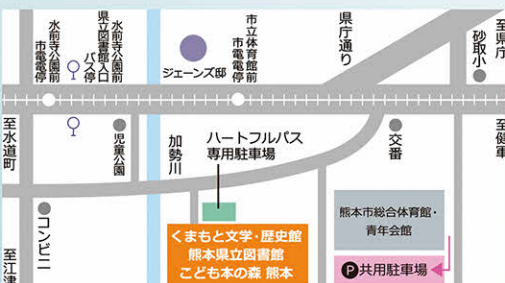 水前寺公園前
市電電停
県立図書館入口
バス停
水前寺公園前
ジェーンズ邸
市立体育館前
市電電停
県庁通り
至県庁
砂取小
至水道町
児童公園
加勢川
ハートフルパス
専用駐車場
交番
至健軍
コンビニ
至江津
くまもと文学・歴史館
熊本県立図書館
こども本の森 熊本
熊本市総合体育館・
青年会館
P共用駐車場